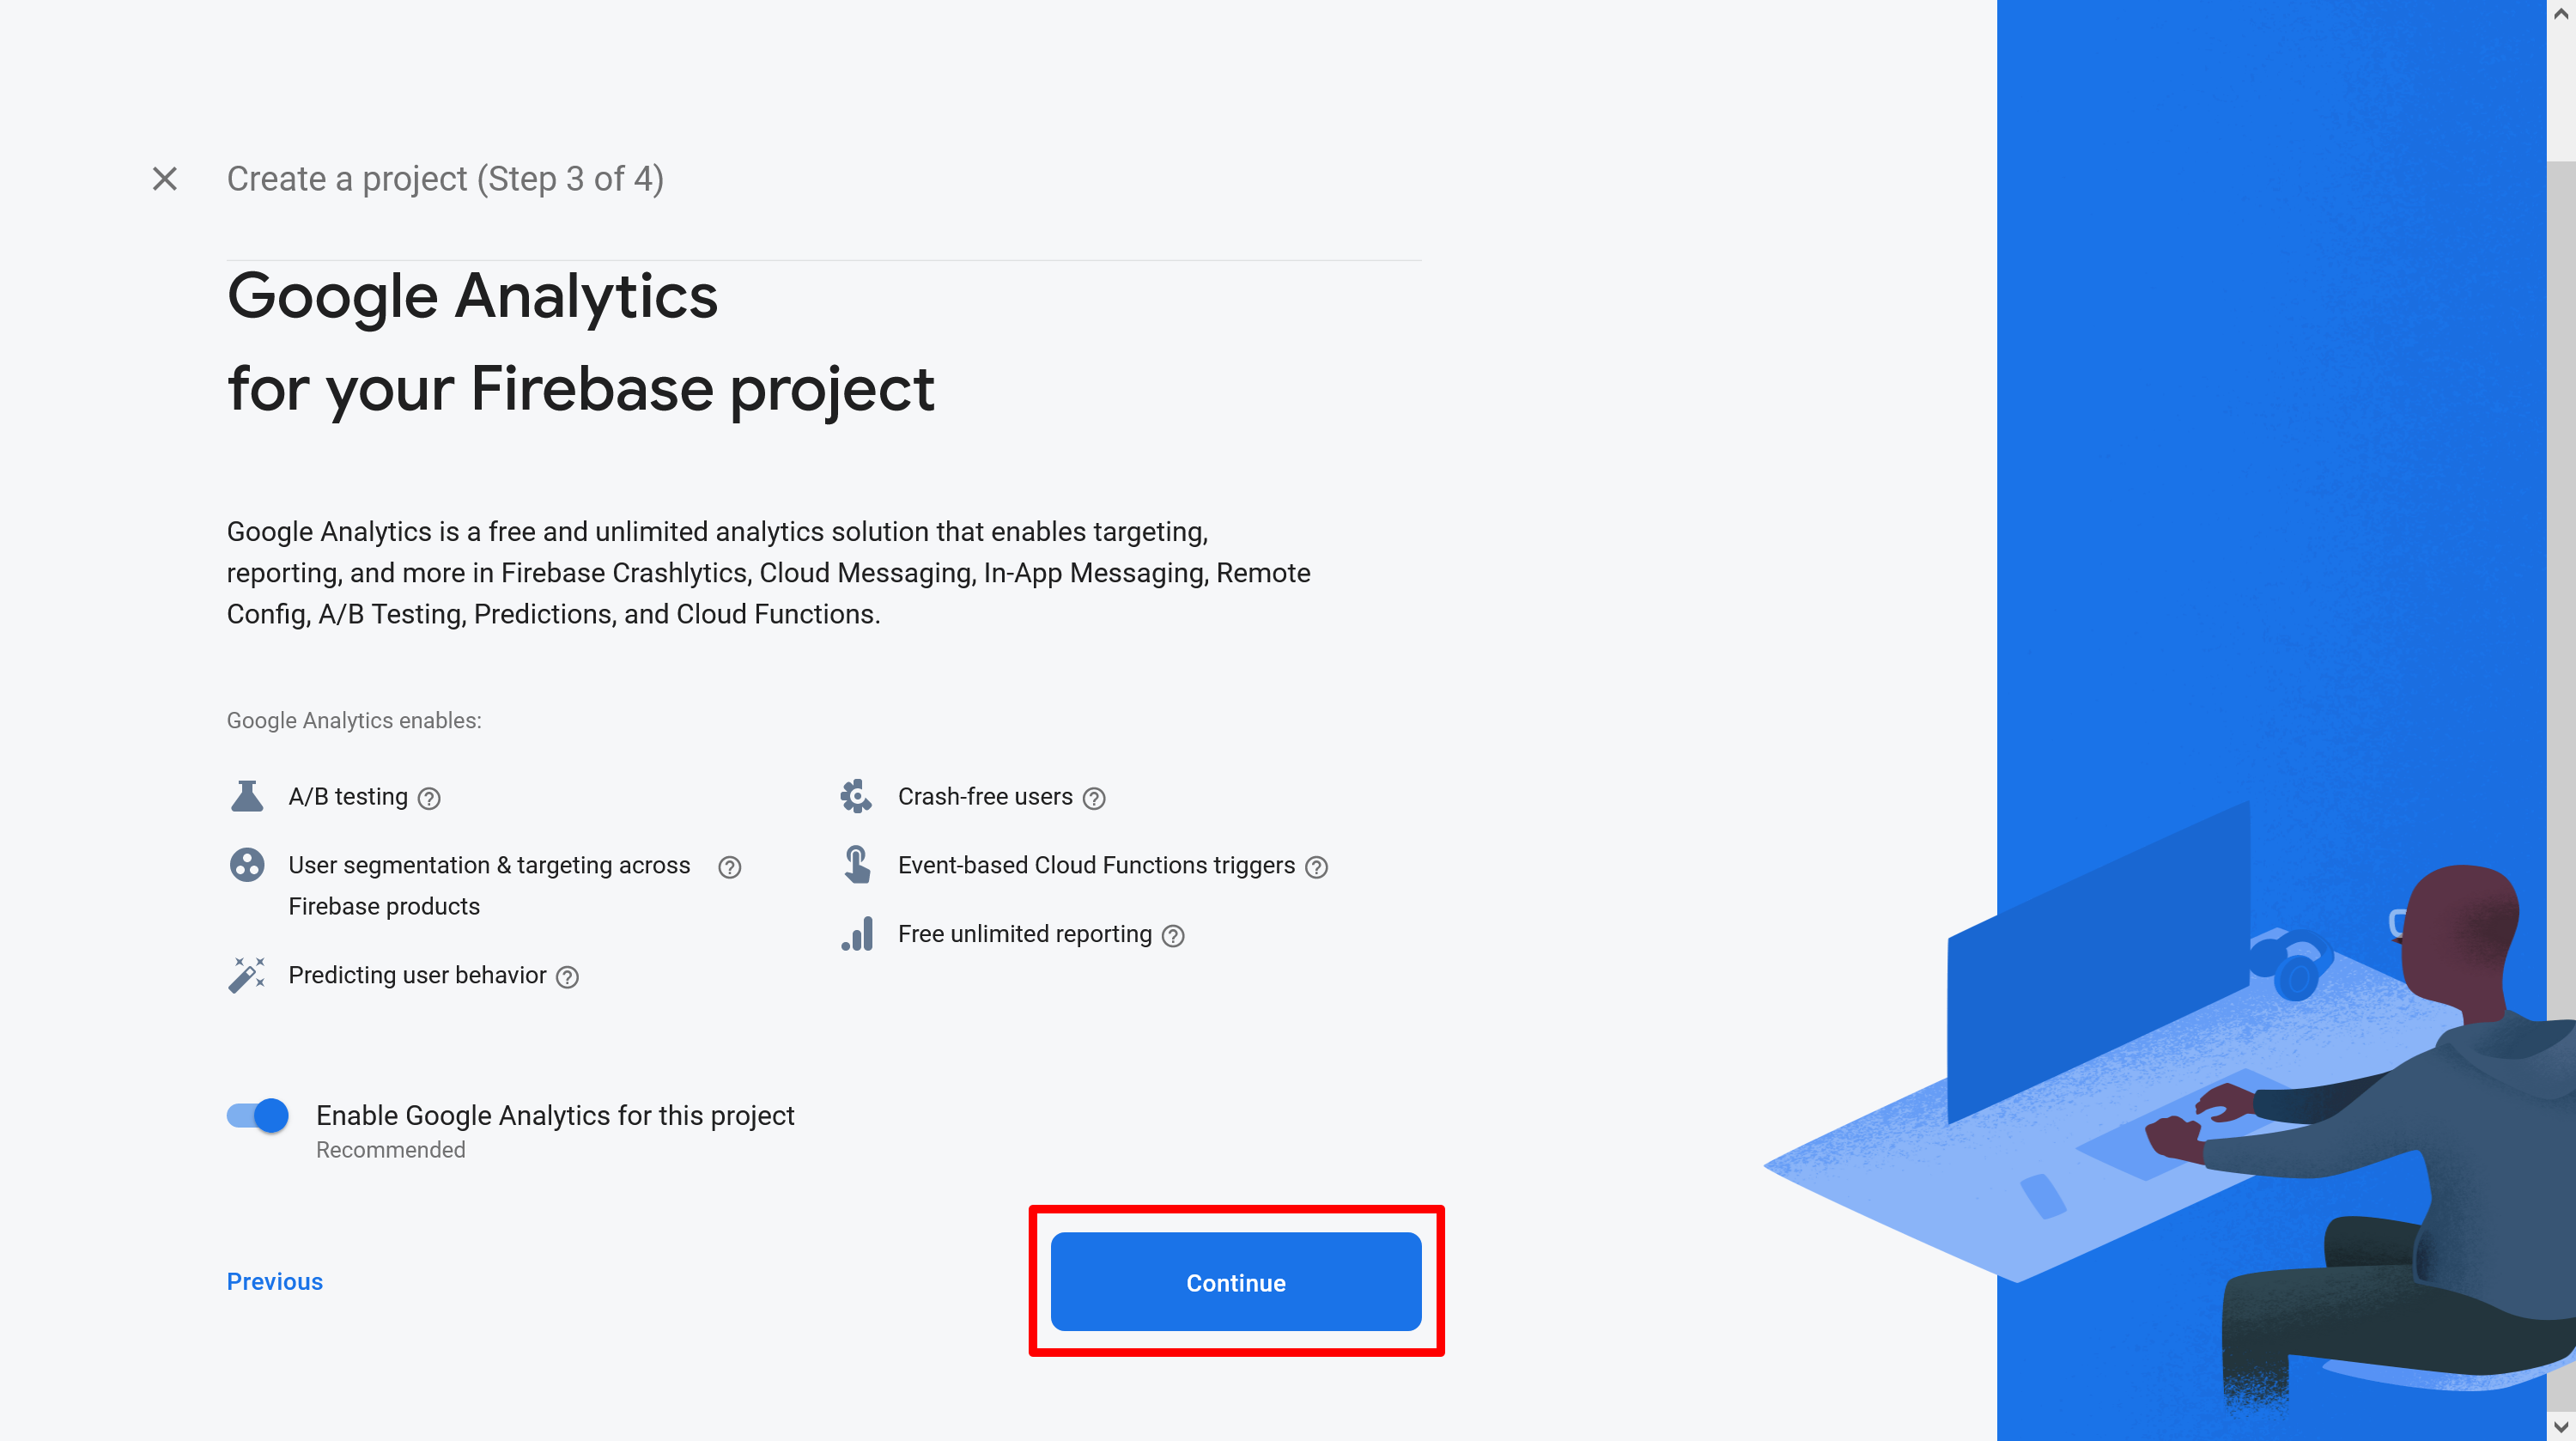 Create a project (Step 3 of 4)
Google Analytics
for your Firebase project
Google Analytics is a free and unlimited analytics solution that enables targeting,
reporting, and more in Firebase Crashlytics, Cloud Messaging, In-App Messaging, Remote
Config, A/B Testing, Predictions, and Cloud Functions.
Google Analytics enables:
A/B testing
User segmentation & targeting across
Firebase products
Predicting user behavior
Crash-free users
Event-based Cloud Functions triggers
Free unlimited reporting
Enable Google Analytics for this project
Recommended
Previous
Continue